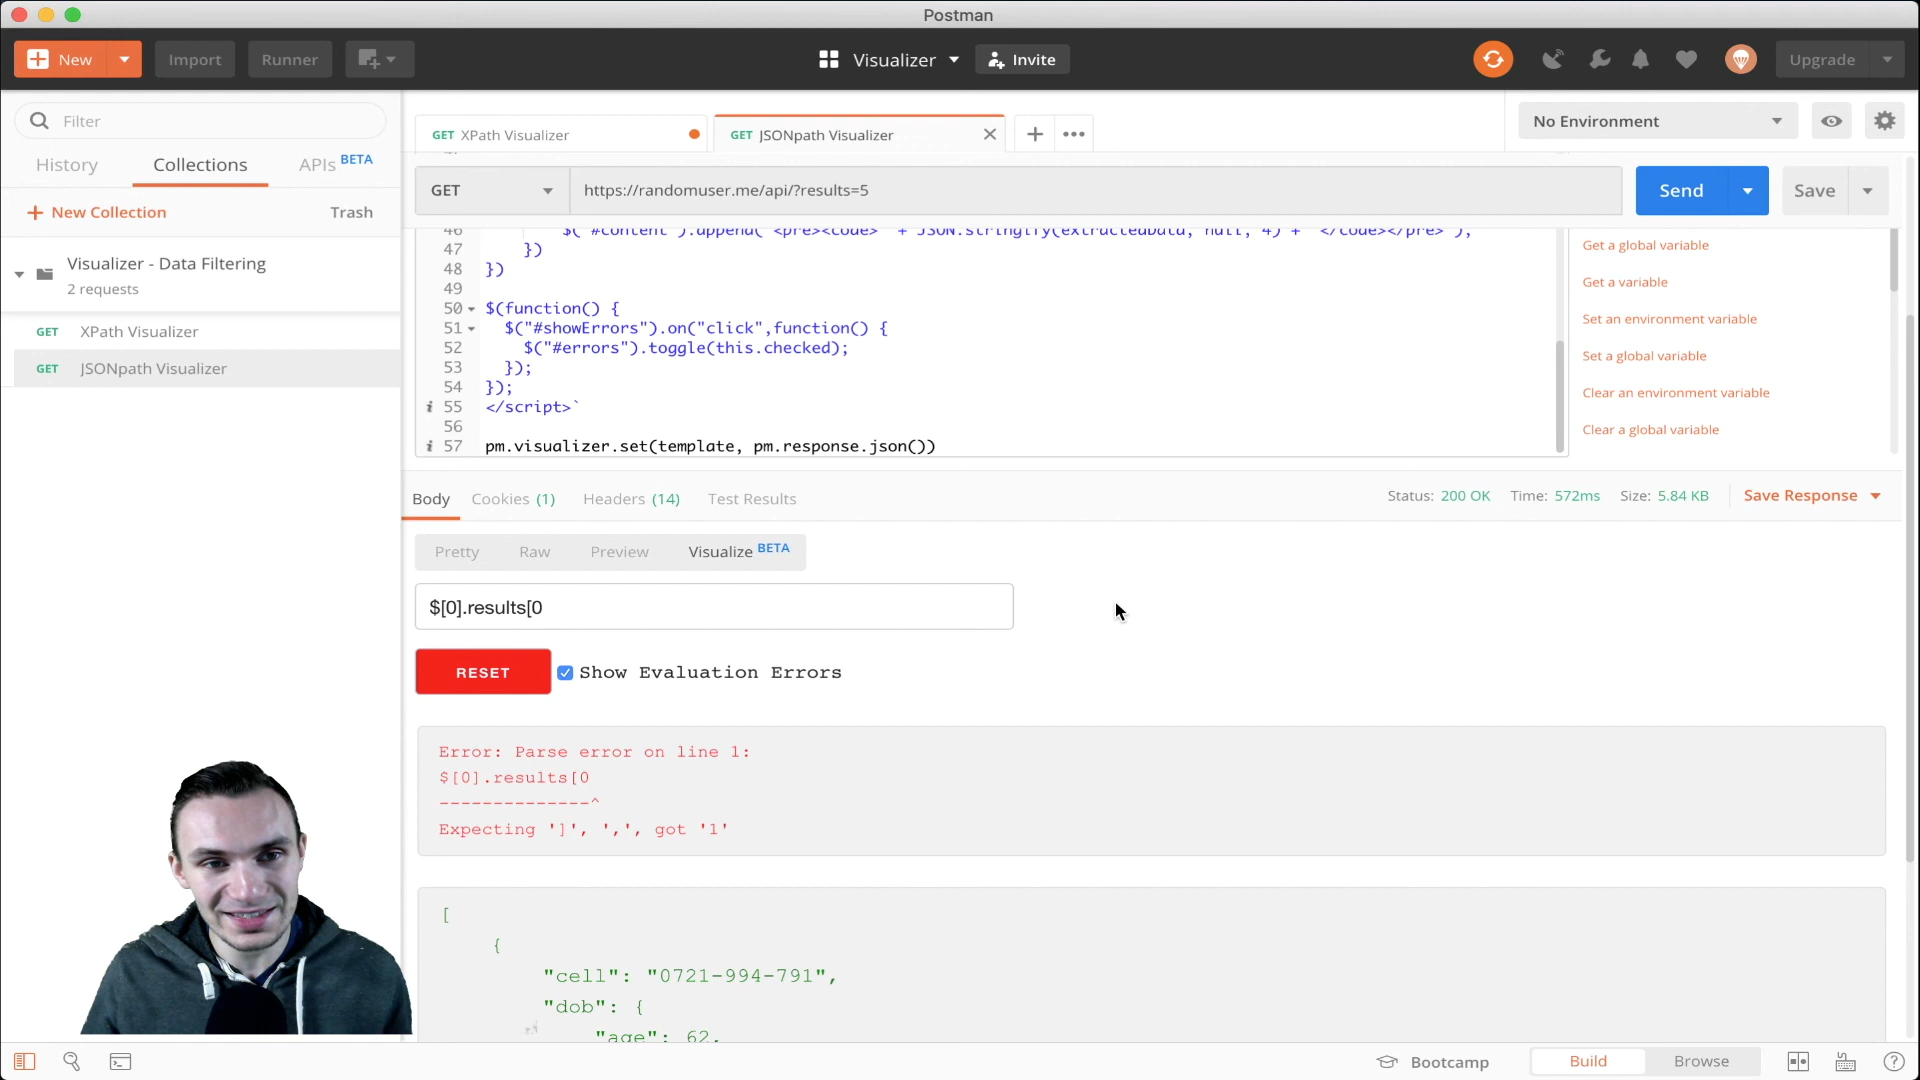 Postman
New
Import
Runner
Visualizer
Invite
Upgrade
Filter
GET XPath Visualizer
GET JSONpath Visualizer
No Environment
History
Collections
APIs BETA
GET
https://randomuser.me/api/?results=5
Send
Save
New Collection
Trash
Visualizer - Data Filtering
2 requests
GET XPath Visualizer
GET JSONpath Visualizer
46 $("#content").append(`<pre><code>` + JSON.stringify(extractedData, null, 4) + `</code></pre>`);
47 })
48 })
49
50 $(function() {
51 $("#showErrors").on("click",function() {
52 $("#errors").toggle(this.checked);
53 });
54 });
55 </script>`
56
57 pm.visualizer.set(template, pm.response.json())
Get a global variable
Get a variable
Set an environment variable
Set a global variable
Clear an environment variable
Clear a global variable
Body
Cookies (1)
Headers (14)
Test Results
Status: 200 OK
Time: 572ms
Size: 5.84 KB
Save Response
Pretty
Raw
Preview
Visualize BETA
$[0].results[0
RESET
Show Evaluation Errors
Error: Parse error on line 1:
$[0].results[0
--------------^
Expecting ']', ',', got '1'
[
{
"cell": "0721-994-791",
"dob": {
"age": 62,
Bootcamp
Build
Browse